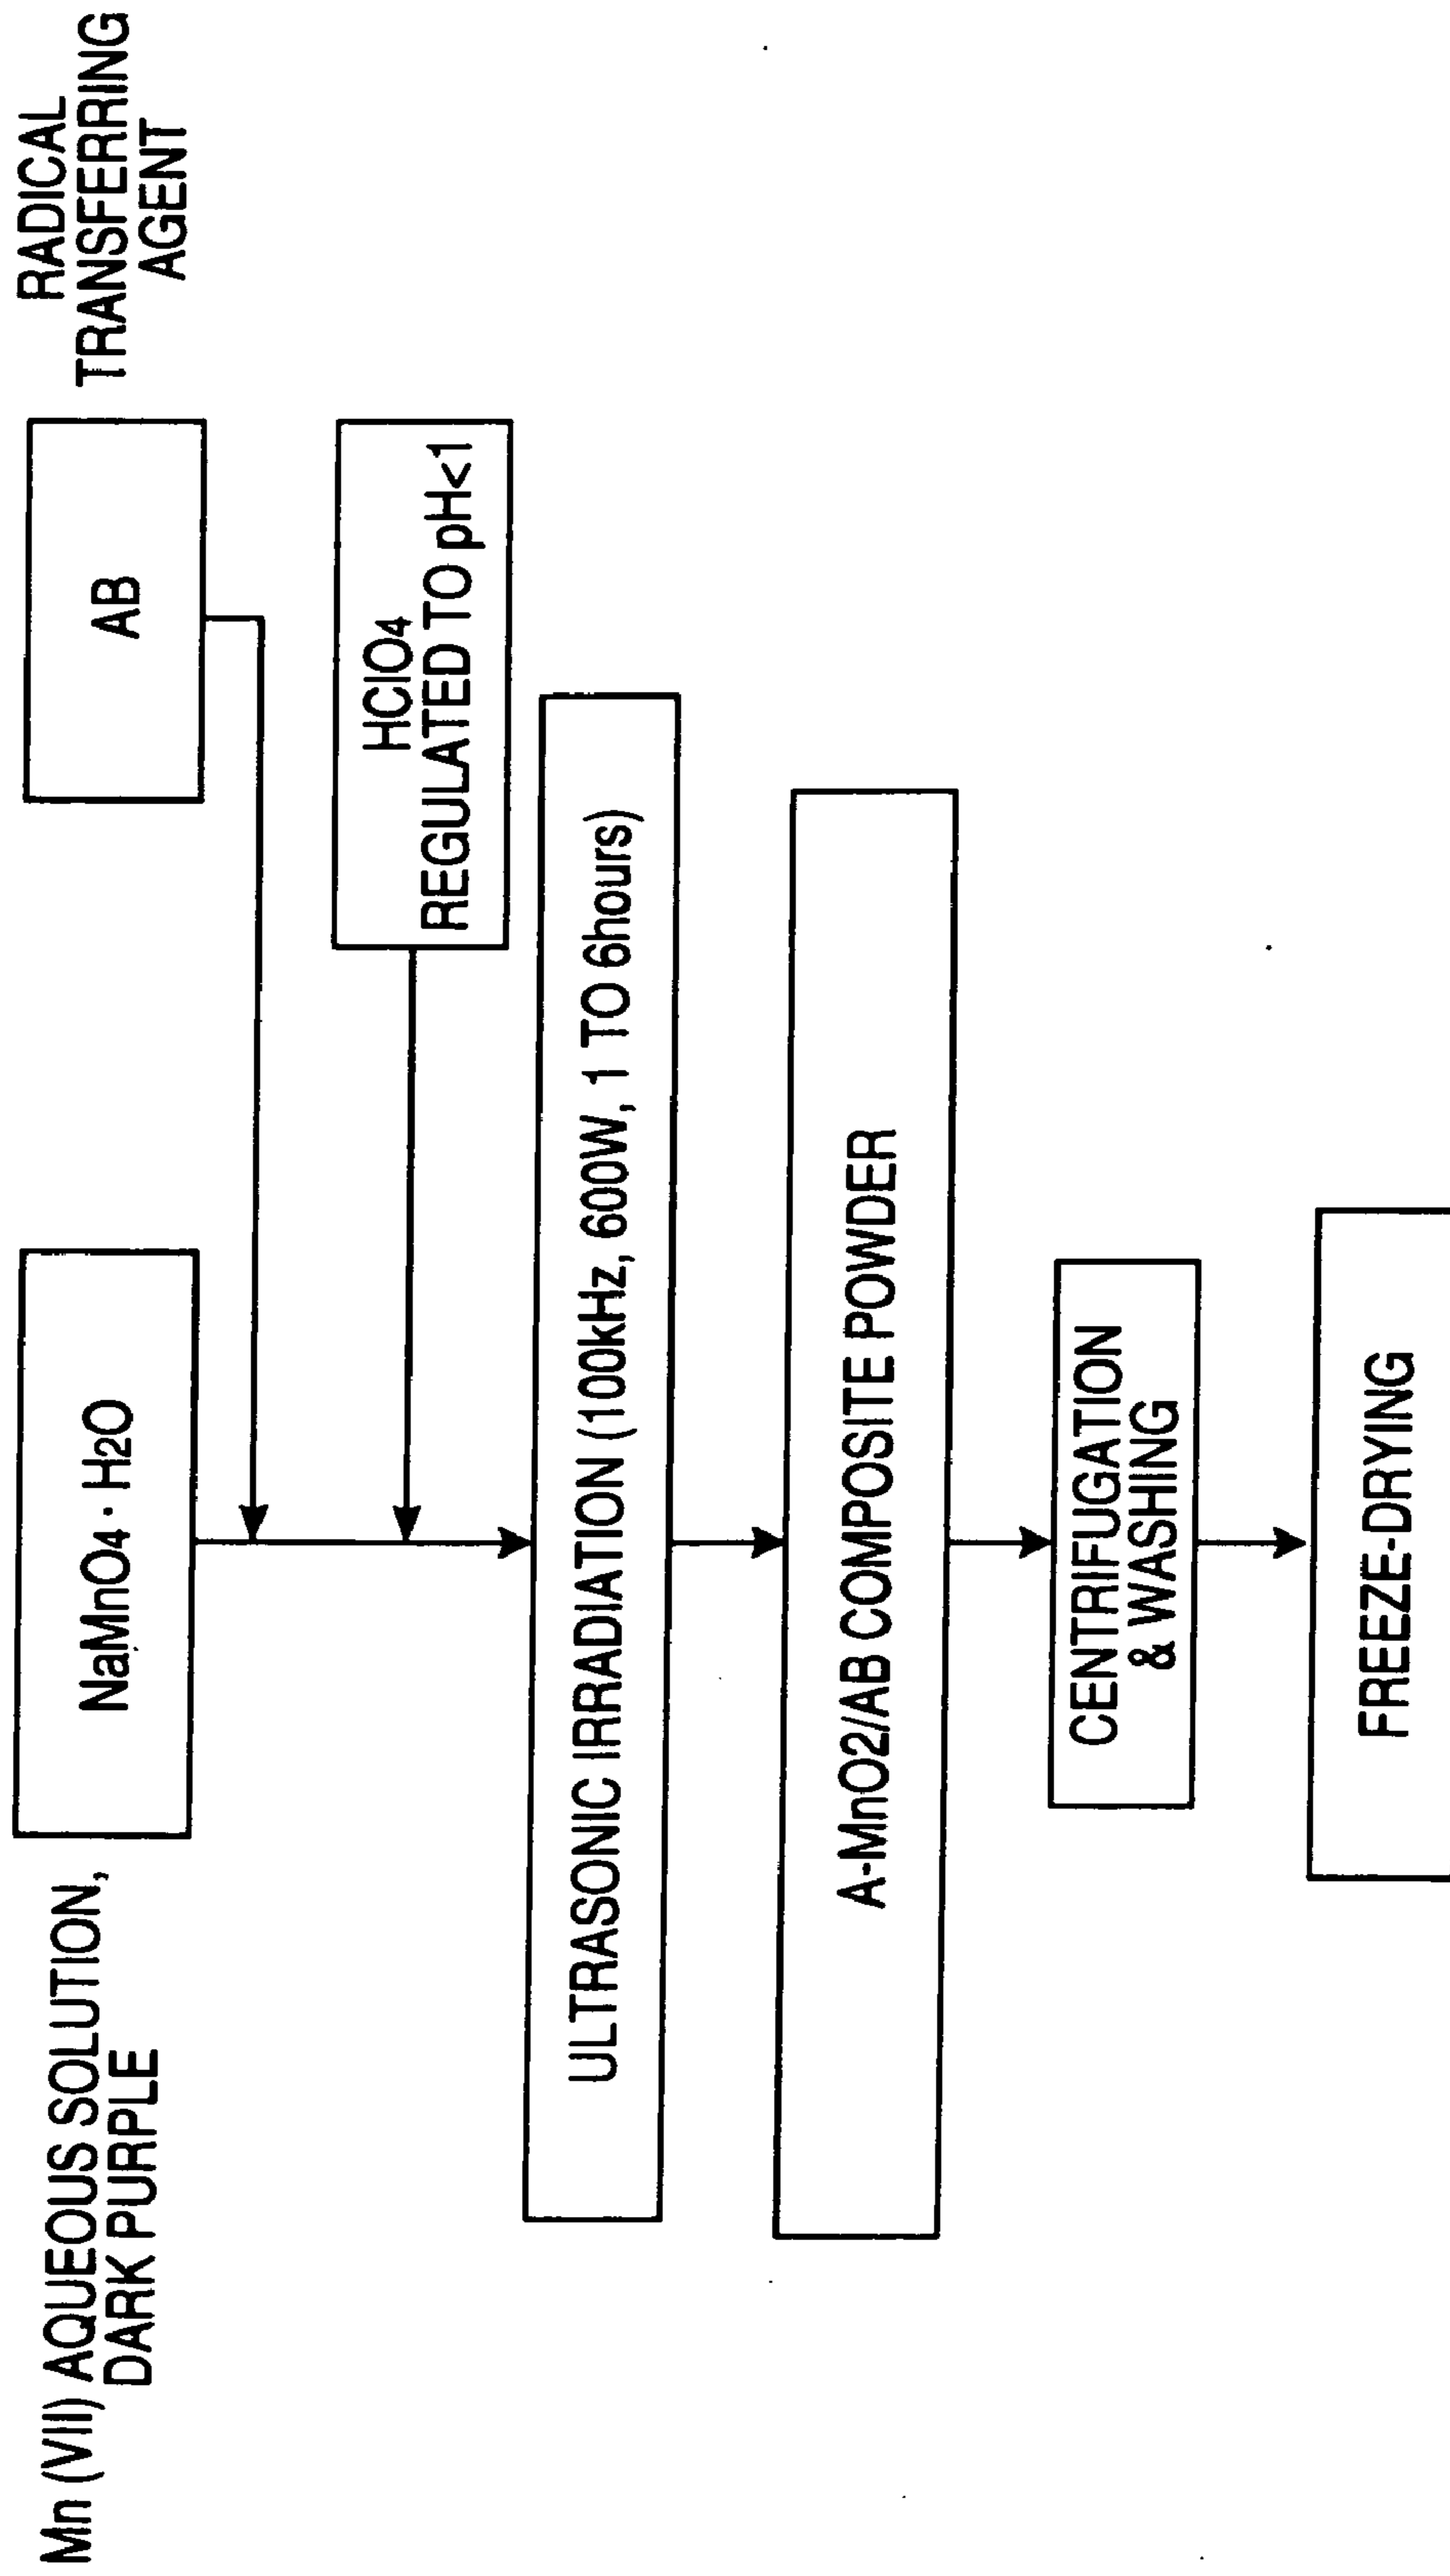 Mn (VII) AQUEOUS SOLUTION,
DARK PURPLE
NaMnO4 · H2O
AB
RADICAL
TRANSFERRING
AGENT
HClO4
REGULATED TO pH<1
ULTRASONIC IRRADIATION (100kHz, 600W, 1 TO 6hours)
A-MnO2/AB COMPOSITE POWDER
CENTRIFUGATION
& WASHING
FREEZE-DRYING